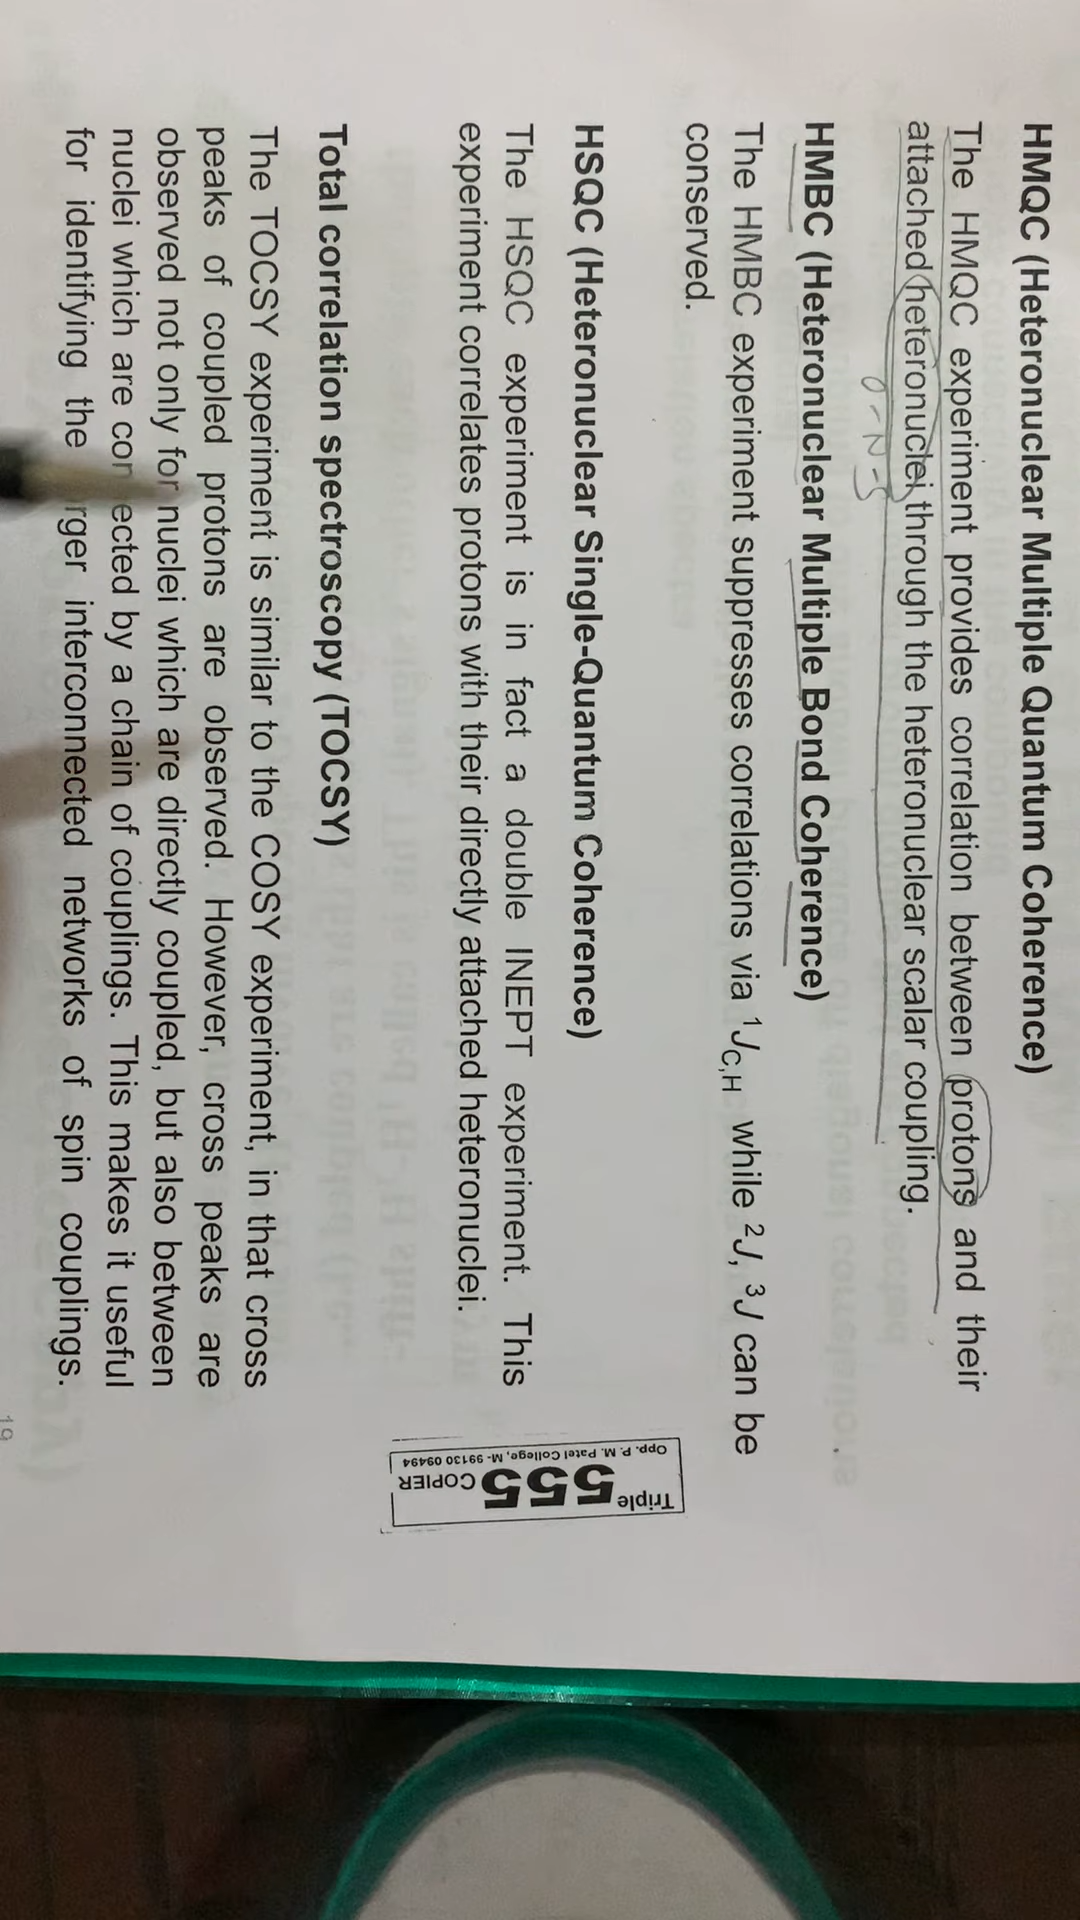 HMQC (Heteronuclear Multiple Quantum Coherence)
The HMQC experiment provides correlation between protons and their
attached heteronuclei through the heteronuclear scalar coupling.
O-N-S
HMBC (Heteronuclear Multiple Bond Coherence)
The HMBC experiment suppresses correlations via ¹J_C,H while ²J, ³J can be
conserved.
HSQC (Heteronuclear Single-Quantum Coherence)
The HSQC experiment is in fact a double INEPT experiment. This
experiment correlates protons with their directly attached heteronuclei.
Total correlation spectroscopy (TOCSY)
The TOCSY experiment is similar to the COSY experiment, in that cross
peaks of coupled protons are observed. However, cross peaks are
observed not only for nuclei which are directly coupled, but also between
nuclei which are con ected by a chain of couplings. This makes it useful
for identifying the rger interconnected networks of spin couplings.
19
Triple
555 COPIER
Opp. P. M. Patel College, M- 99130 09494